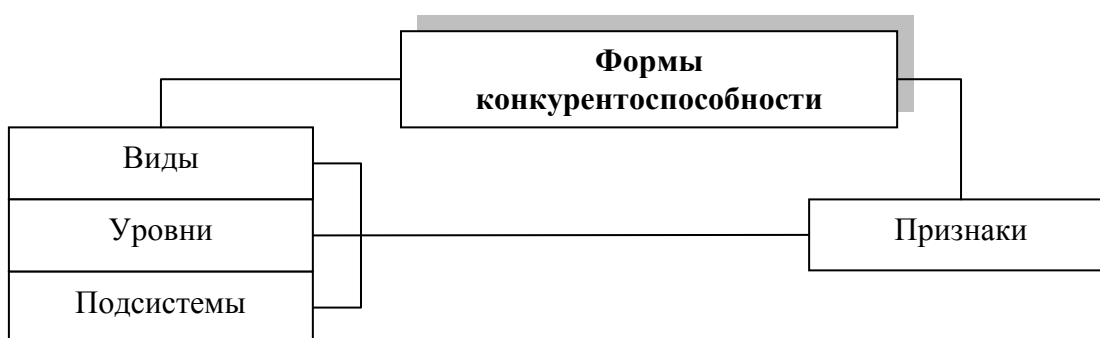 Формы
конкурентоспособности
Виды
Уровни
Признаки
Подсистемы